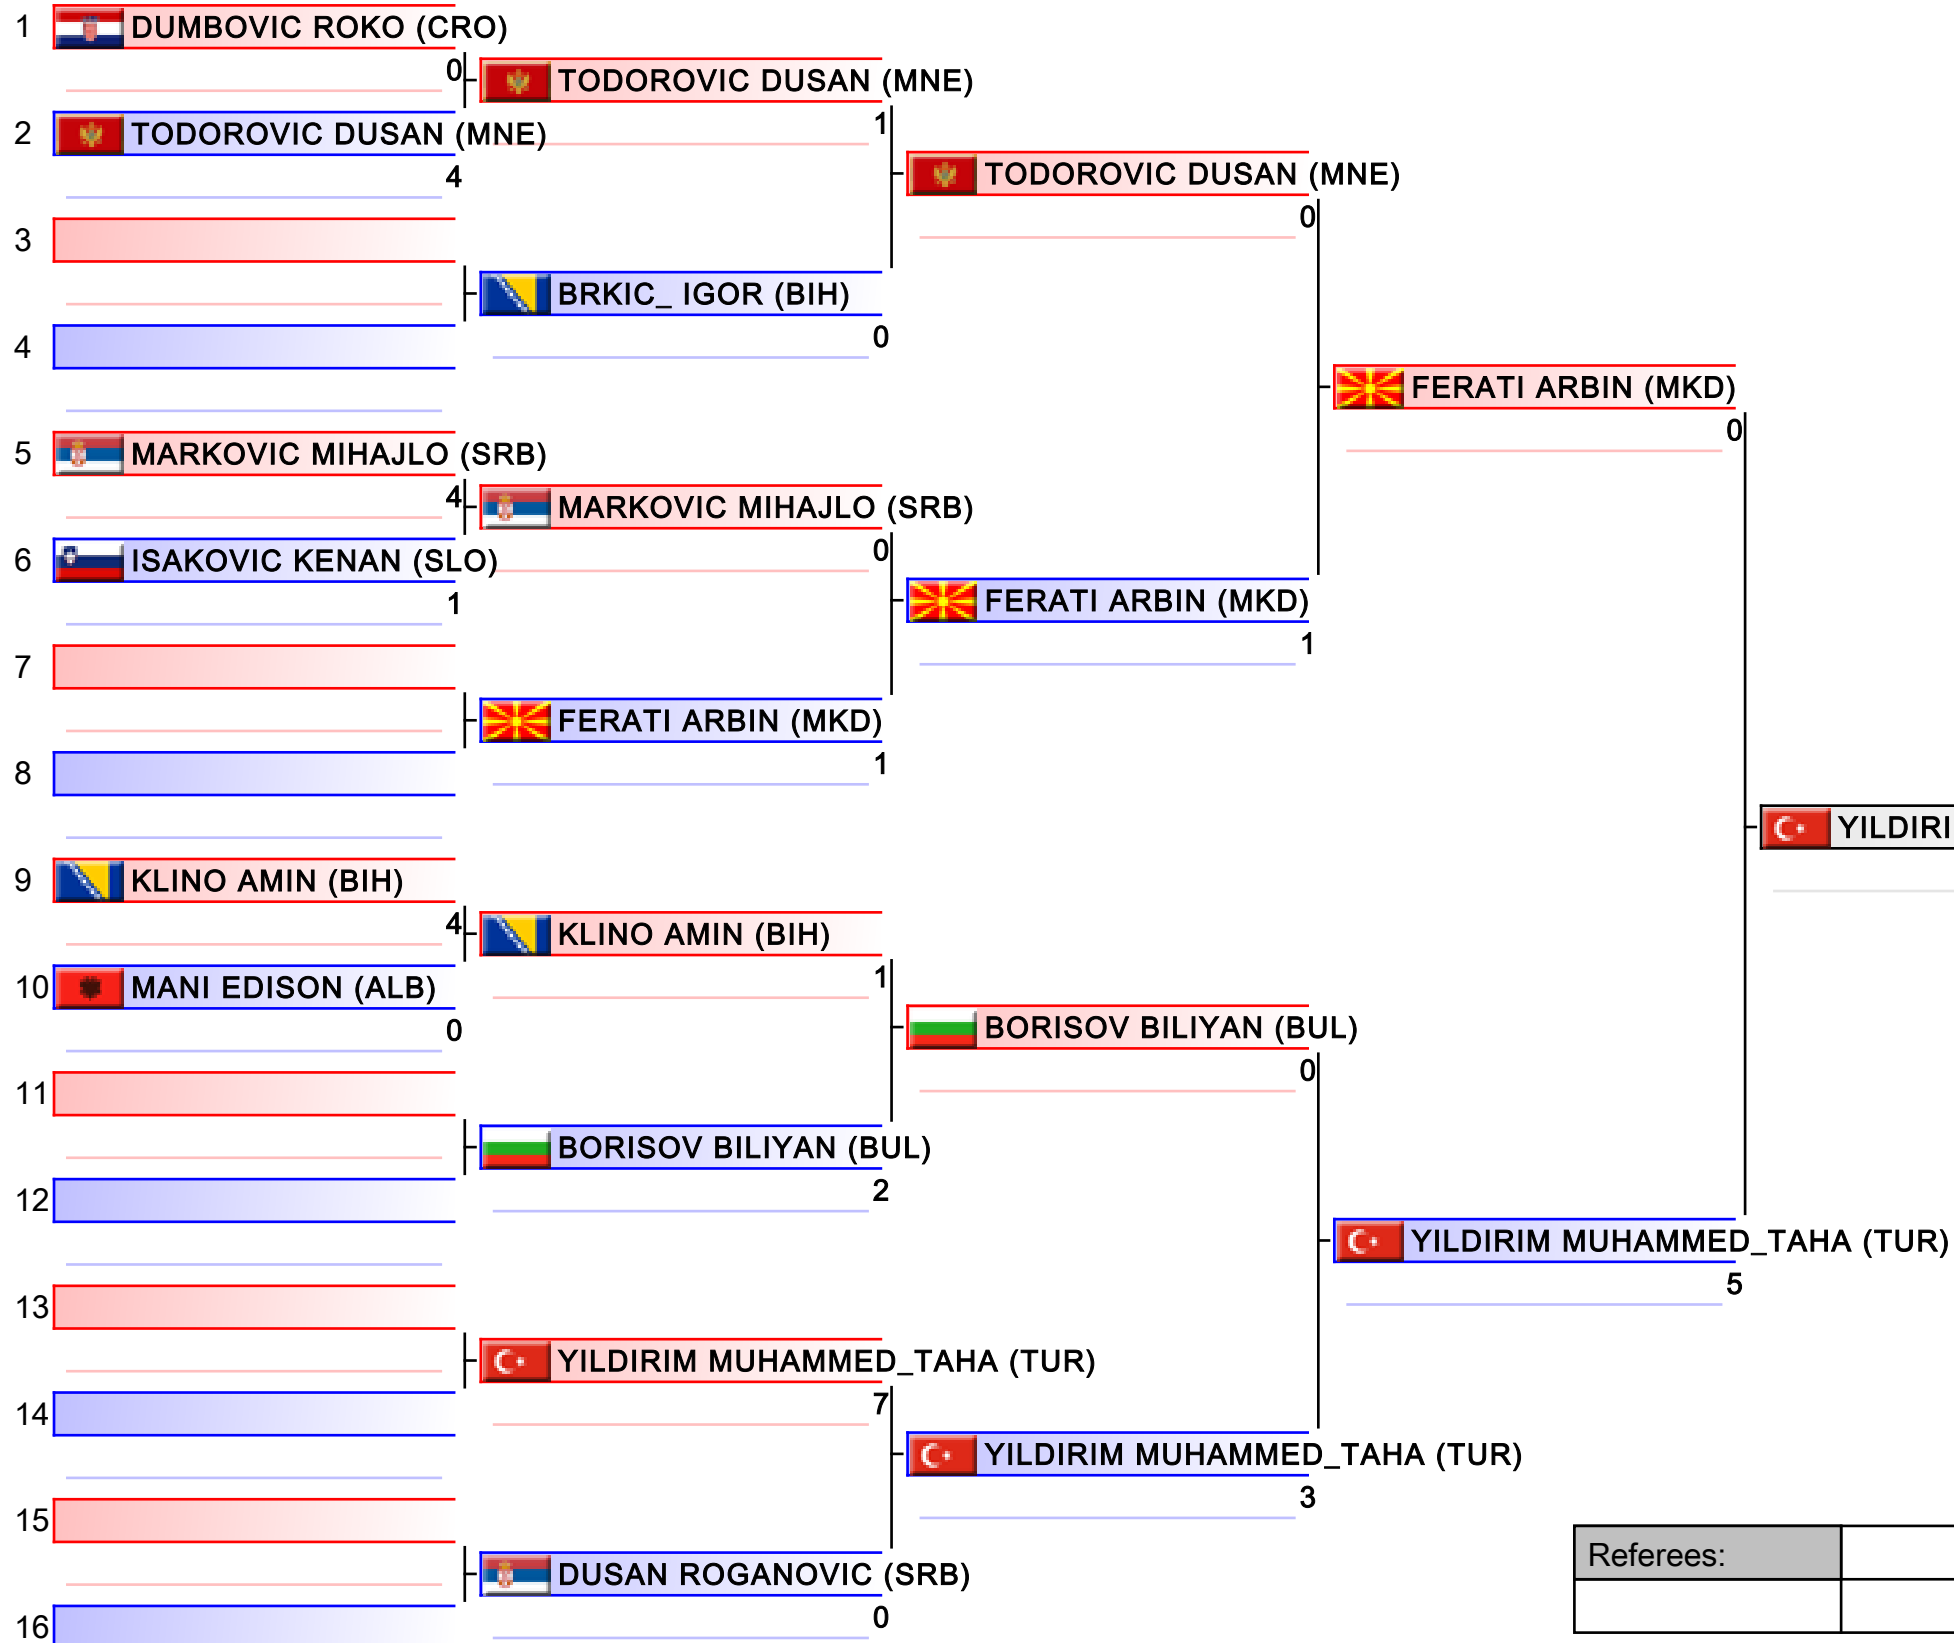 1 DUMBOVIC ROKO (CRO)
0
TODOROVIC DUSAN (MNE)
1
2 TODOROVIC DUSAN (MNE)
4
TODOROVIC DUSAN (MNE)
0
3
BRKIC_ IGOR (BIH)
0
4
FERATI ARBIN (MKD)
0
5 MARKOVIC MIHAJLO (SRB)
4
MARKOVIC MIHAJLO (SRB)
0
6 ISAKOVIC KENAN (SLO)
1
FERATI ARBIN (MKD)
1
7
FERATI ARBIN (MKD)
1
8
YILDIRI
9 KLINO AMIN (BIH)
4
KLINO AMIN (BIH)
1
10 MANI EDISON (ALB)
0
BORISOV BILIYAN (BUL)
0
11
BORISOV BILIYAN (BUL)
2
12
YILDIRIM MUHAMMED_TAHA (TUR)
5
13
YILDIRIM MUHAMMED_TAHA (TUR)
7
14
YILDIRIM MUHAMMED_TAHA (TUR)
3
15
DUSAN ROGANOVIC (SRB)
0
16
Referees: